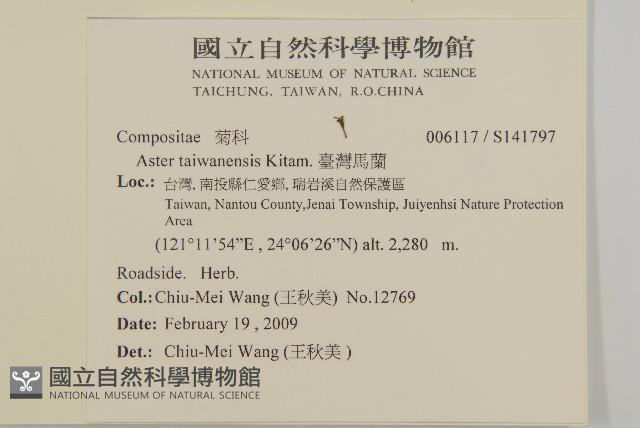 國立自然科學博物館
NATIONAL MUSEUM OF NATURAL SCIENCE
TAICHUNG, TAIWAN, R.O.CHINA
Compositae 菊科 006117 / S141797
Aster taiwanensis Kitam. 臺灣馬蘭
Loc.: 台灣, 南投縣仁愛鄉, 瑞岩溪自然保護區
Taiwan, Nantou County,Jenai Township, Juiyenhsi Nature Protection
Area
(121°11’54”E , 24°06’26”N) alt. 2,280 m.
Roadside. Herb.
Col.: Chiu-Mei Wang (王秋美) No.12769
Date: February 19 , 2009
Det.: Chiu-Mei Wang (王秋美 )
國立自然科學博物館
NATIONAL MUSEUM OF NATURAL SCIENCE